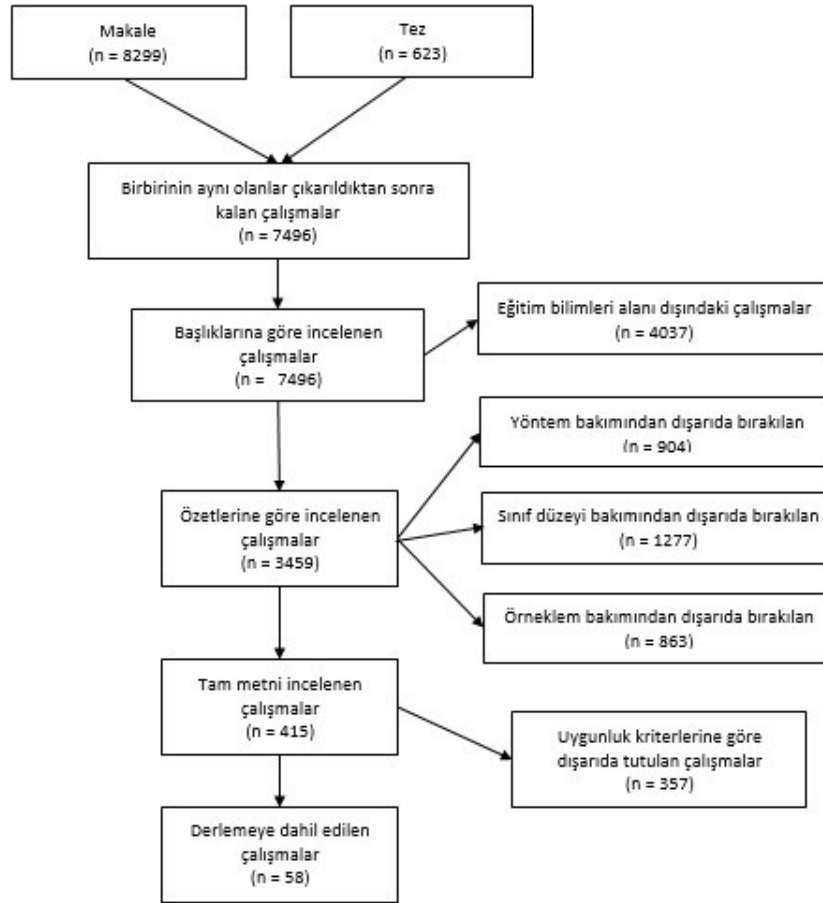 Makale
(n = 8299)
Tez
(n = 623)
Birbirinin aynı olanlar çıkarıldıktan sonra
kalan çalışmalar
(n = 7496)
Başlıklarına göre incelenen
çalışmalar
(n = 7496)
Eğitim bilimleri alanı dışındaki çalışmalar
(n = 4037)
Yöntem bakımından dışarıda bırakılan
(n = 904)
Özetlerine göre incelenen
çalışmalar
(n = 3459)
Sınıf düzeyi bakımından dışarıda bırakılan
(n = 1277)
Örneklem bakımından dışarıda bırakılan
(n = 863)
Tam metni incelenen
çalışmalar
(n = 415)
Uygunluk kriterlerine göre
dışarıda tutulan çalışmalar
(n = 357)
Derlemeye dahil edilen
çalışmalar
(n = 58)